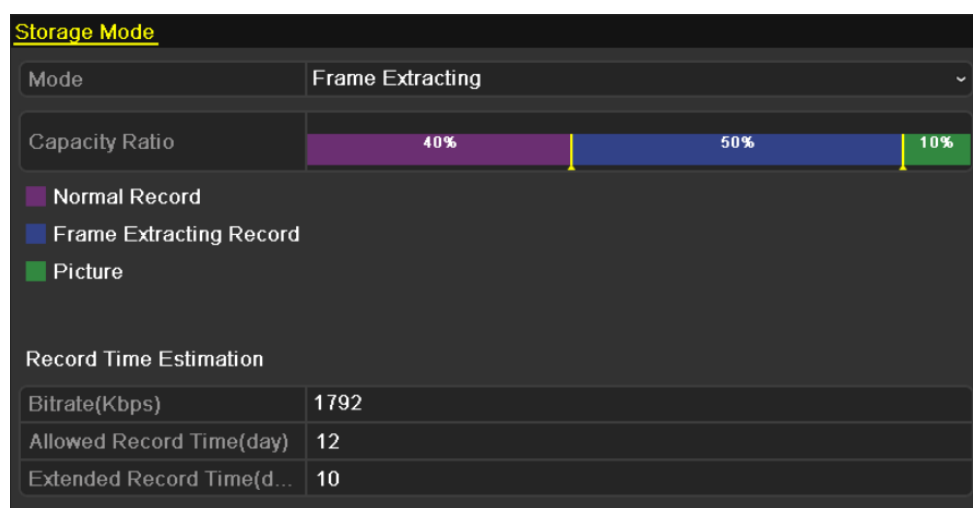 Storage Mode
Mode Frame Extracting
Capacity Ratio 40% 50% 10%
Normal Record
Frame Extracting Record
Picture
Record Time Estimation
Bitrate(Kbps) 1792
Allowed Record Time(day) 12
Extended Record Time(d... 10